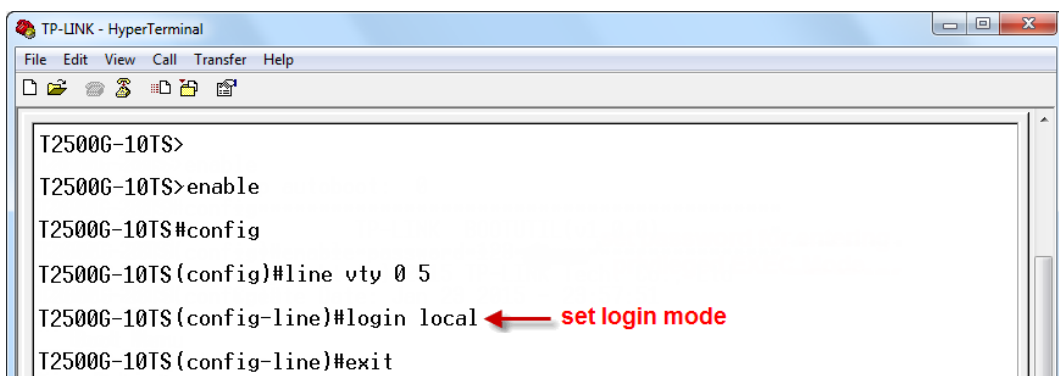 TP-LINK - HyperTerminal
File Edit View Call Transfer Help
T2500G-10TS>
T2500G-10TS>enable
T2500G-10TS#config
T2500G-10TS(config)#line vty 0 5
T2500G-10TS(config-line)#login local set login mode
T2500G-10TS(config-line)#exit